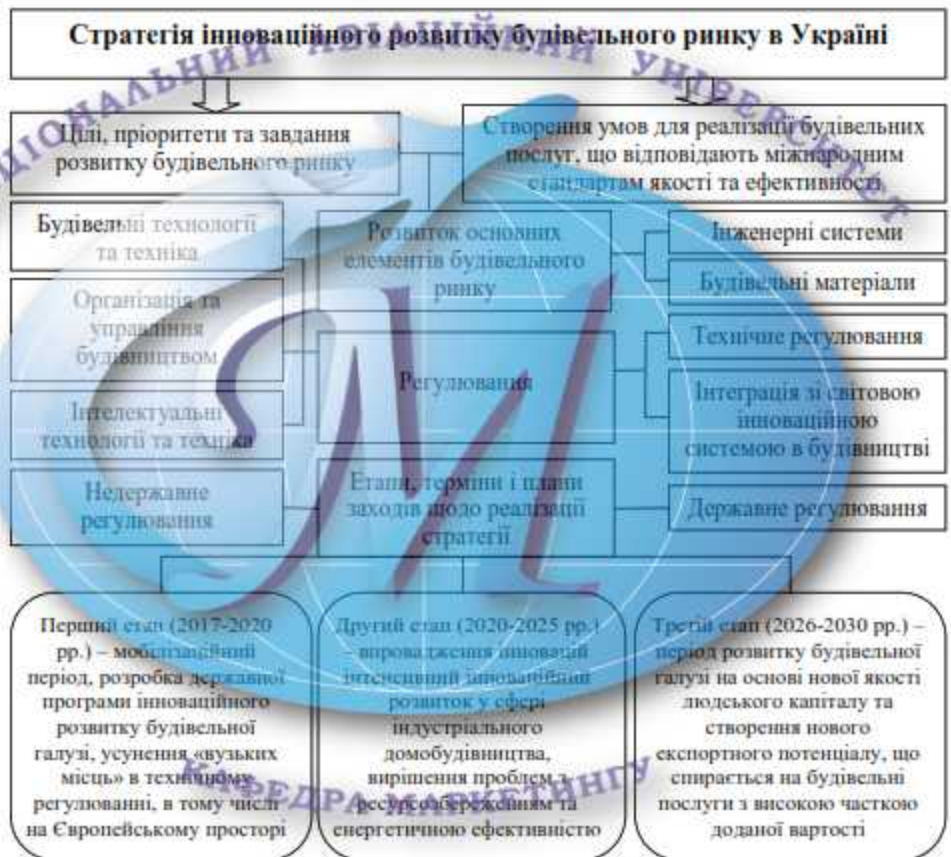 Стратегія інноваційного розвитку будівельного ринку в Україні
НАЦІОНАЛЬНИЙ АВІАЦІЙНИЙ УНІВЕРСИТЕТ
Цілі, пріоритети та завдання
розвитку будівельного ринку
Створення умов для реалізації будівельних
послуг, що відповідають міжнародним
стандартам якості та ефективності
Будівельні технології
та техніка
Розвиток основних
елементів будівельного
ринку
Інженерні системи
Будівельні матеріали
Організація та
управління
будівництвом
Регулювання
Технічне регулювання
Інтеграція зі світовою
інноваційною
системою в будівництві
Інтелектуальні
технології та техніка
Недержавне
регулювання
Етапи, терміни і плани
заходів щодо реалізації
стратегії
Державне регулювання
М
Перший етап (2017-2020
рр.) – мобілізаційний
період, розробка державної
програми інноваційного
розвитку будівельної
галузі, усунення «вузьких
місць» в технічному
регулюванні, в тому числі
на Європейському просторі
Другий етап (2020-2025 рр.)
– впровадження інновацій
інтенсивний інноваційний
розвиток у сфері
індустріального
домобудівництва,
вирішення проблем з
ресурсозбереженням та
енергетичною ефективністю
Третій етап (2026-2030 рр.) –
період розвитку будівельної
галузі на основі нової якості
людського капіталу та
створення нового
експортного потенціалу, що
спирається на будівельні
послуги з високою часткою
доданої вартості
КАФЕДРА МАРКЕТИНГУ